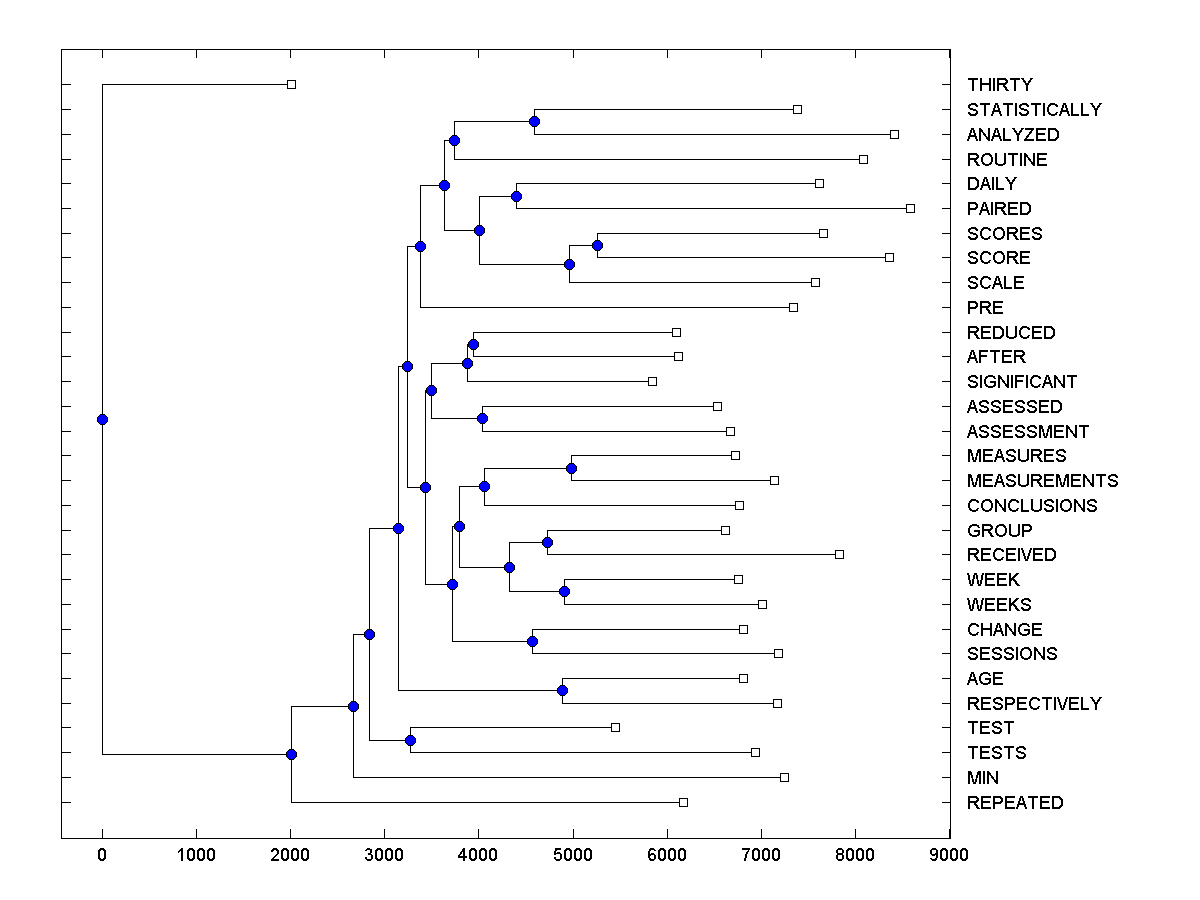 THIRTY
STATISTICALLY
ANALYZED
ROUTINE
DAILY
PAIRED
SCORES
SCORE
SCALE
PRE
REDUCED
AFTER
SIGNIFICANT
ASSESSED
ASSESSMENT
MEASURES
MEASUREMENTS
CONCLUSIONS
GROUP
RECEIVED
WEEK
WEEKS
CHANGE
SESSIONS
AGE
RESPECTIVELY
TEST
TESTS
MIN
REPEATED
0 1000 2000 3000 4000 5000 6000 7000 8000 9000